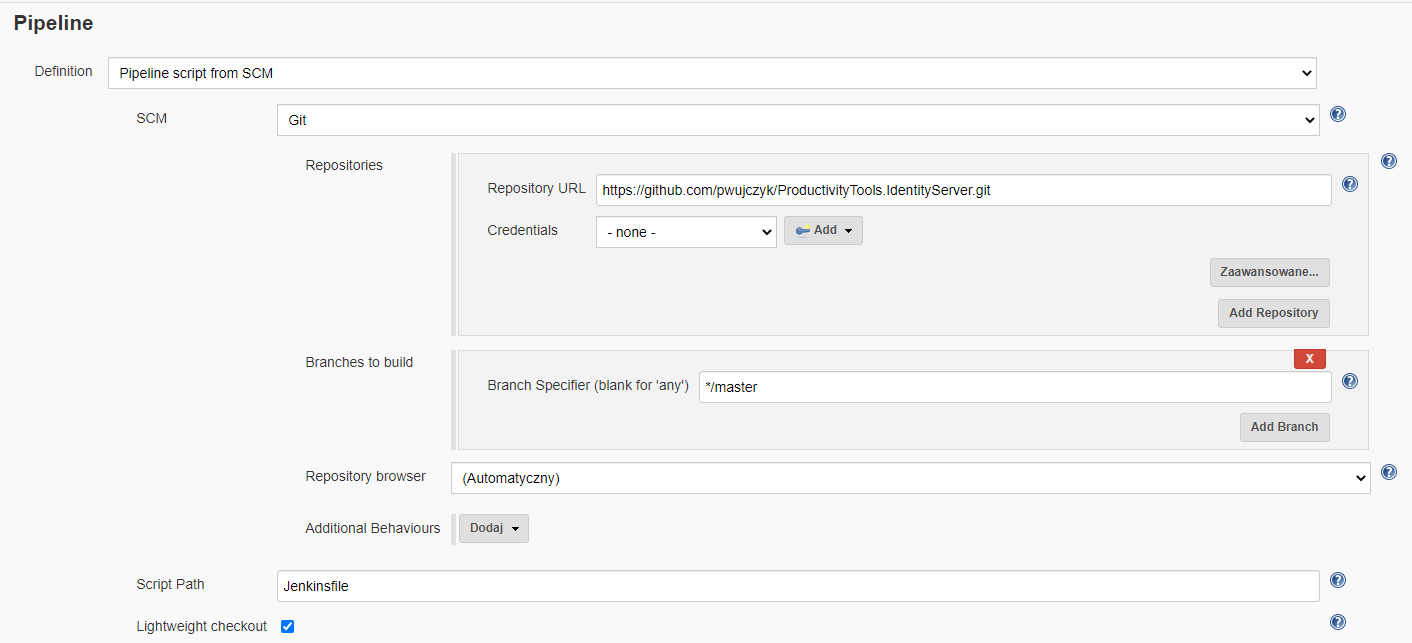 Pipeline
Definition
Pipeline script from SCM
SCM
Git
Repositories
Repository URL
https://github.com/pwujczyk/ProductivityTools.IdentityServer.git
Credentials
- none -
Add
Zaawansowane...
Add Repository
Branches to build
X
Branch Specifier (blank for 'any')
*/master
Add Branch
Repository browser
(Automatyczny)
Additional Behaviours
Dodaj
Script Path
Jenkinsfile
Lightweight checkout